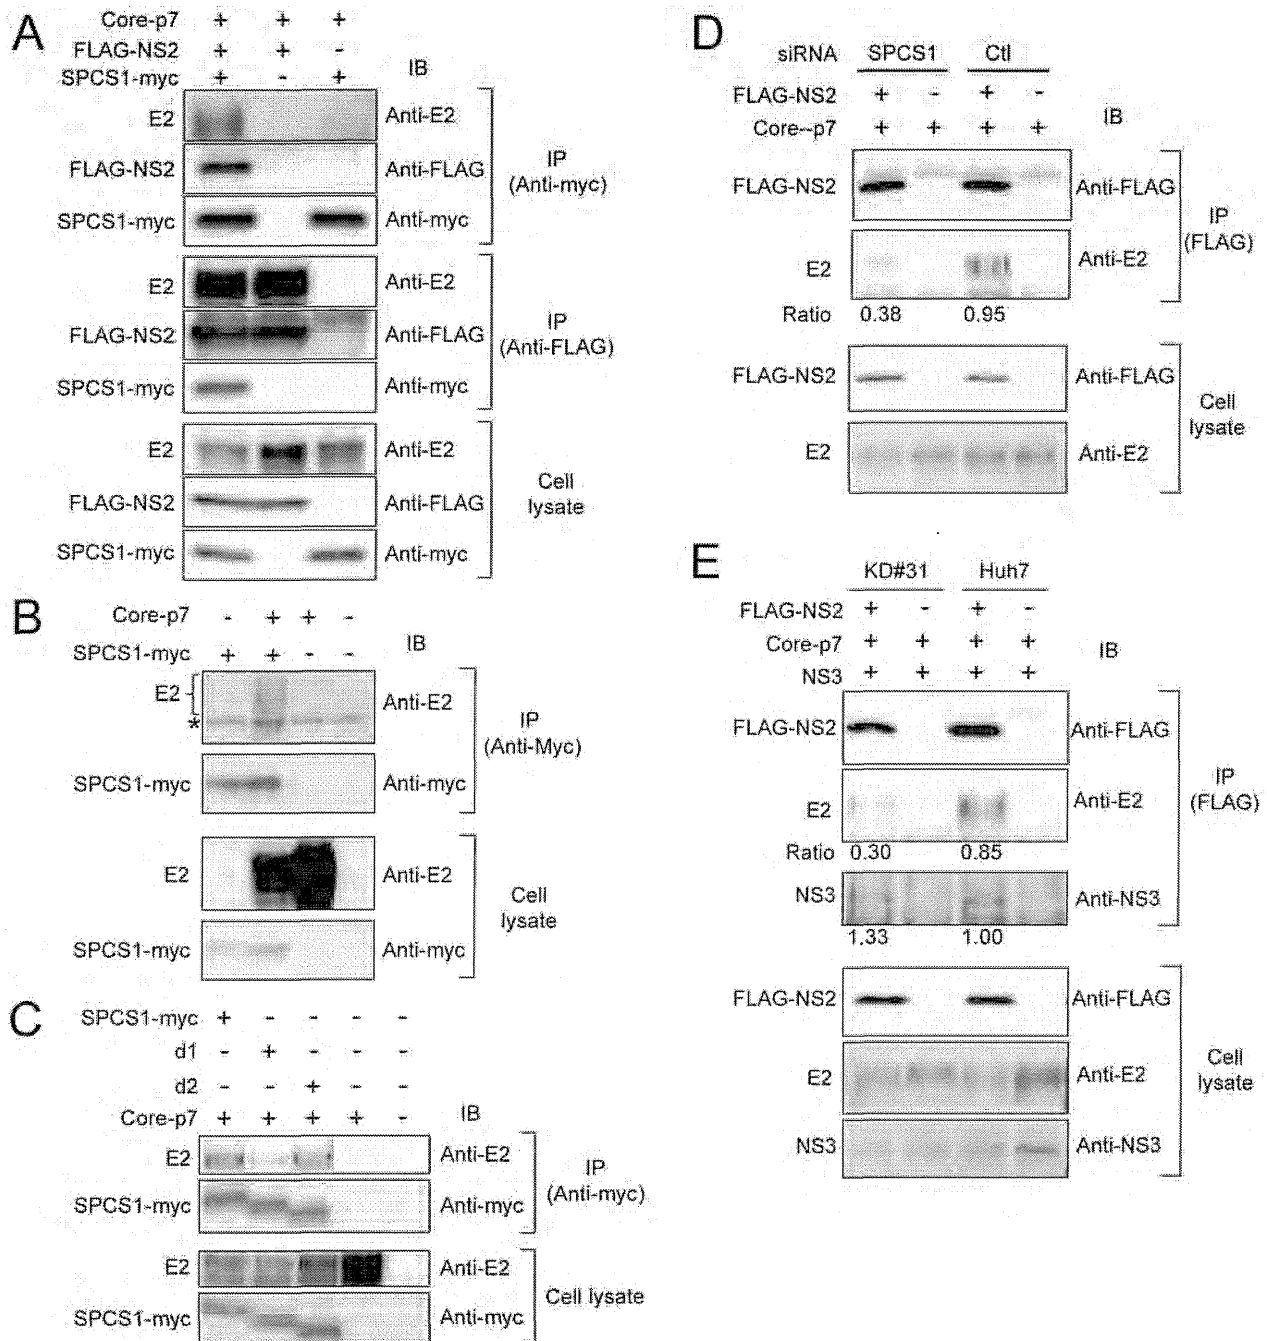 A
Core-p7 + + +
FLAG-NS2 + + -
SPCS1-myc + - +
IB
E2 Anti-E2
FLAG-NS2 Anti-FLAG
SPCS1-myc Anti-myc
IP
(Anti-myc)
E2 Anti-E2
FLAG-NS2 Anti-FLAG
SPCS1-myc Anti-myc
IP
(Anti-FLAG)
E2 Anti-E2
FLAG-NS2 Anti-FLAG
SPCS1-myc Anti-myc
Cell
lysate
B
Core-p7 - + + -
SPCS1-myc + + - -
IB
E2 Anti-E2
*
SPCS1-myc Anti-myc
IP
(Anti-Myc)
E2 Anti-E2
SPCS1-myc Anti-myc
Cell
lysate
C
SPCS1-myc + - - - -
d1 - + - - -
d2 - - + - -
Core-p7 + + + + -
IB
E2 Anti-E2
SPCS1-myc Anti-myc
IP
(Anti-myc)
E2 Anti-E2
SPCS1-myc Anti-myc
Cell lysate
D
siRNA SPCS1 Ctl
FLAG-NS2 + - + -
Core--p7 + + + +
IB
FLAG-NS2 Anti-FLAG
E2 Anti-E2
Ratio 0.38 0.95
IP
(FLAG)
FLAG-NS2 Anti-FLAG
E2 Anti-E2
Cell
lysate
E
KD#31 Huh7
FLAG-NS2 + - + -
Core-p7 + + + +
NS3 + + + +
IB
FLAG-NS2 Anti-FLAG
E2 Anti-E2
Ratio 0.30 0.85
NS3 Anti-NS3
1.33 1.00
IP
(FLAG)
FLAG-NS2 Anti-FLAG
E2 Anti-E2
NS3 Anti-NS3
Cell
lysate